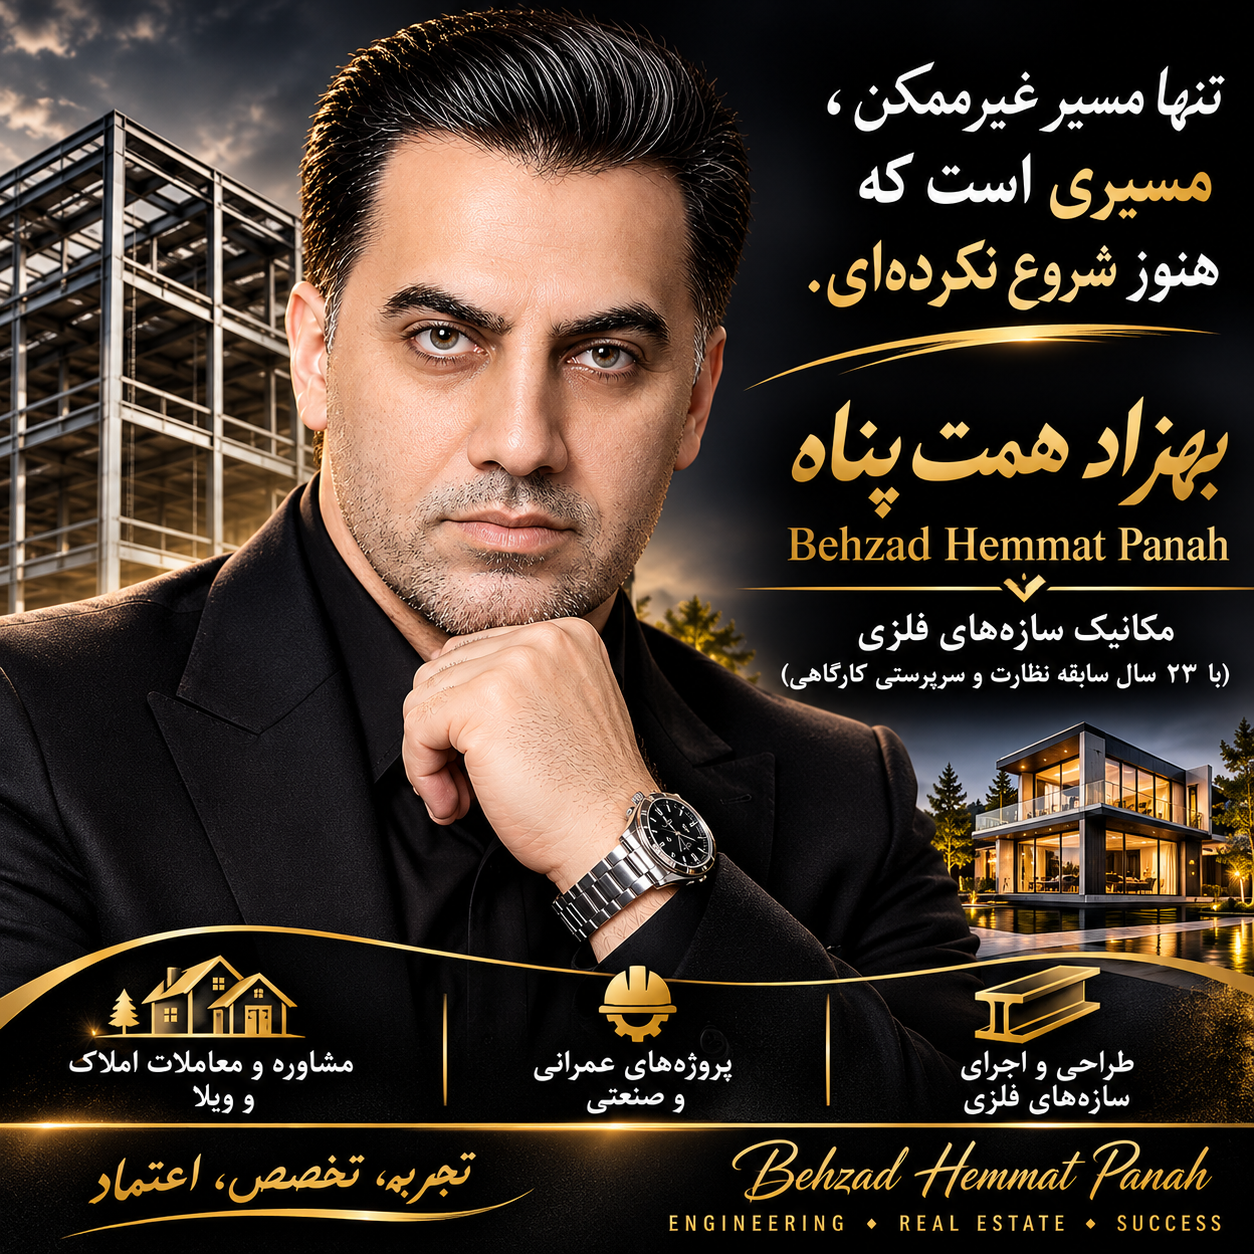 تنها مسیر غیرممکن ،
مسیری است که
هنوز شروع نکرده‌ای.
بهزاد همت پناه
Behzad Hemmat Panah
مکانیک سازه‌های فلزی
(با ۲۳ سال سابقه نظارت و سرپرستی کارگاهی)
طراحی و اجرای
سازه‌های فلزی
پروژه‌های عمرانی
و صنعتی
مشاوره و معاملات املاک
و ویلا
تجربه، تخصص، اعتماد
Behzad Hemmat Panah
ENGINEERING ◆ REAL ESTATE ◆ SUCCESS